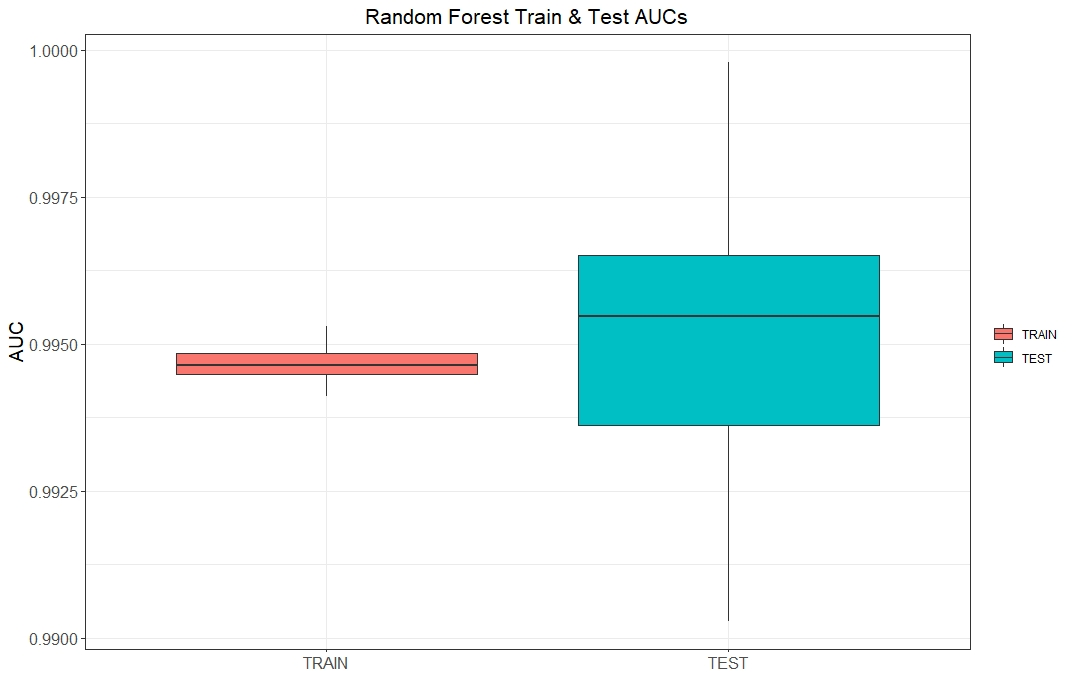 Random Forest Train & Test AUCs
AUC
1.0000
0.9975
0.9950
0.9925
0.9900
TRAIN
TEST
TRAIN
TEST